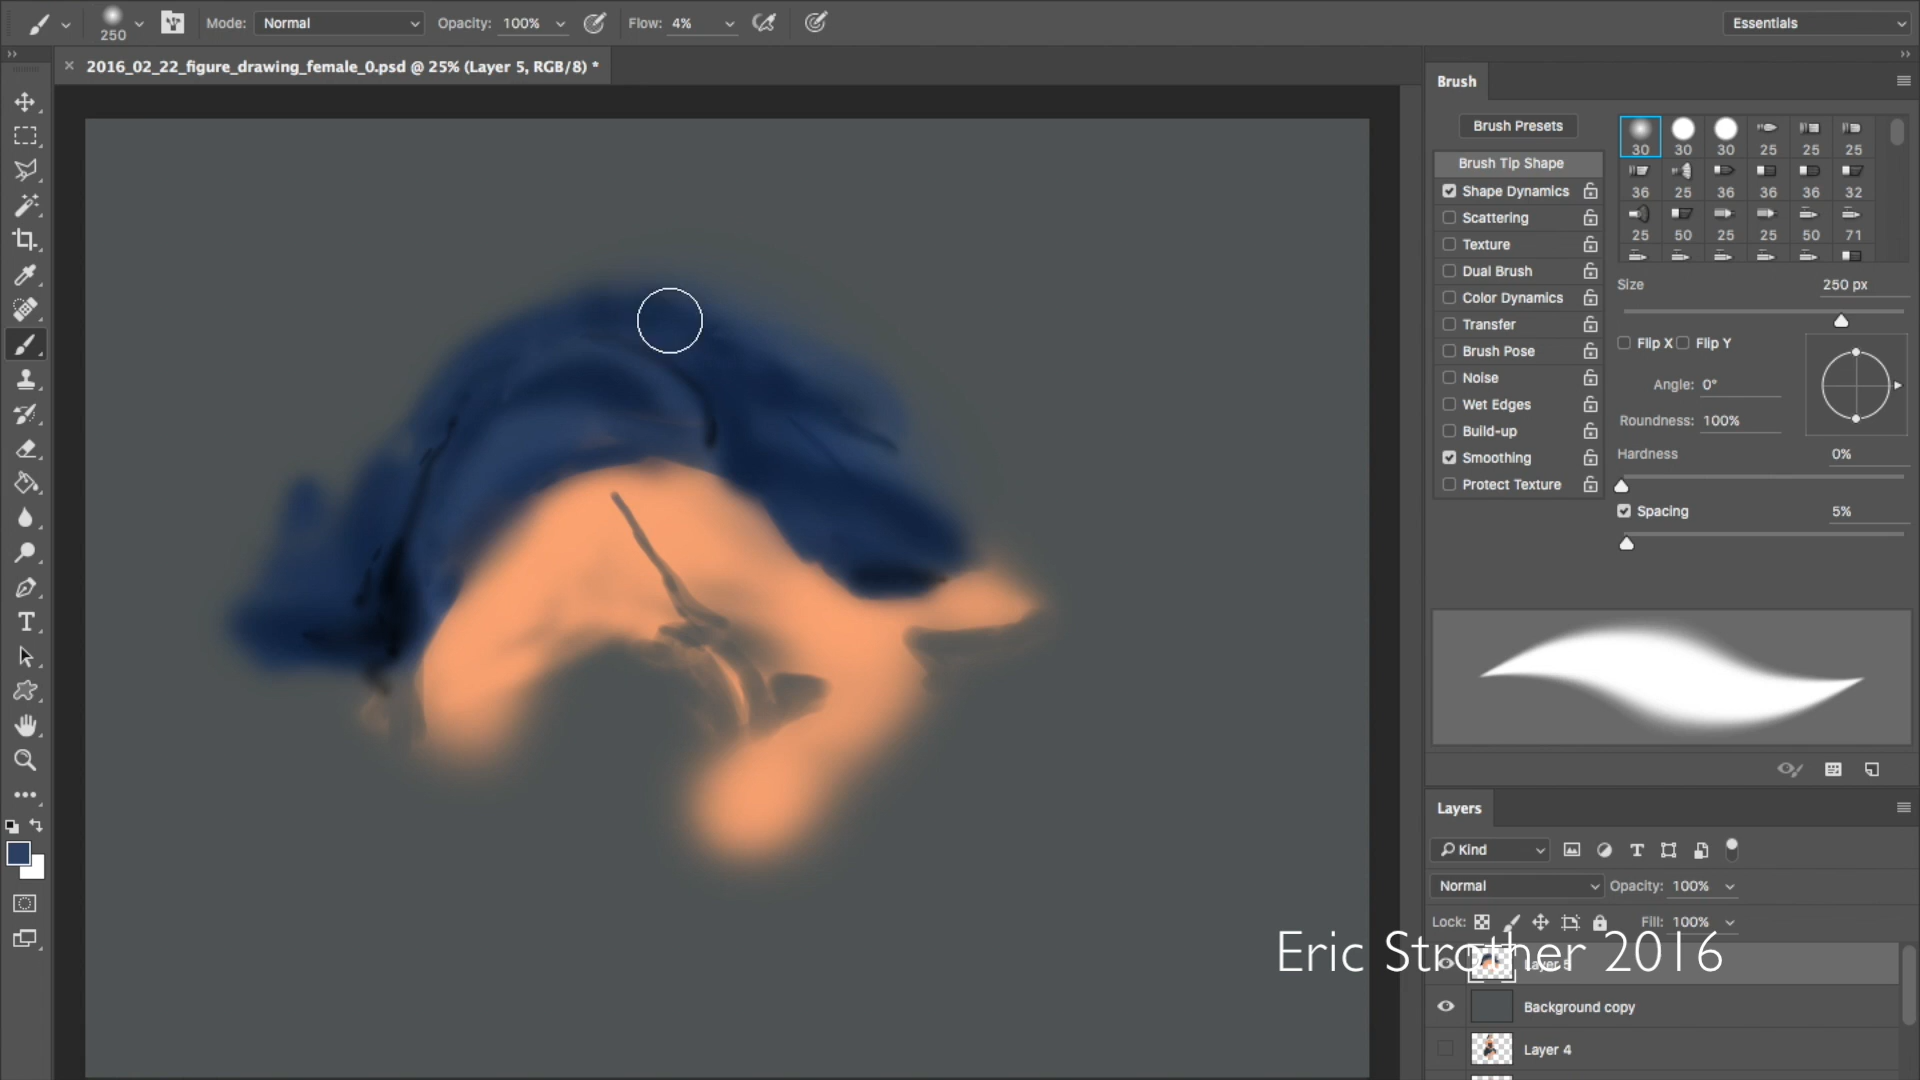 250
Mode: Normal
Opacity: 100%
Flow: 4%
Essentials
2016_02_22_figure_drawing_female_0.psd @ 25% (Layer 5, RGB/8) *
Brush
Brush Presets
Brush Tip Shape
Shape Dynamics
Scattering
Texture
Dual Brush
Color Dynamics
Transfer
Brush Pose
Noise
Wet Edges
Build-up
Smoothing
Protect Texture
30 30 30 25 25 25
36 25 36 36 36 32
25 50 25 25 50 71
Size 250 px
Flip X Flip Y
Angle: 0°
Roundness: 100%
Hardness 0%
Spacing 5%
Layers
Kind
Normal Opacity: 100%
Lock: Fill: 100%
Eric Strother 2016
Layer 5
Background copy
Layer 4